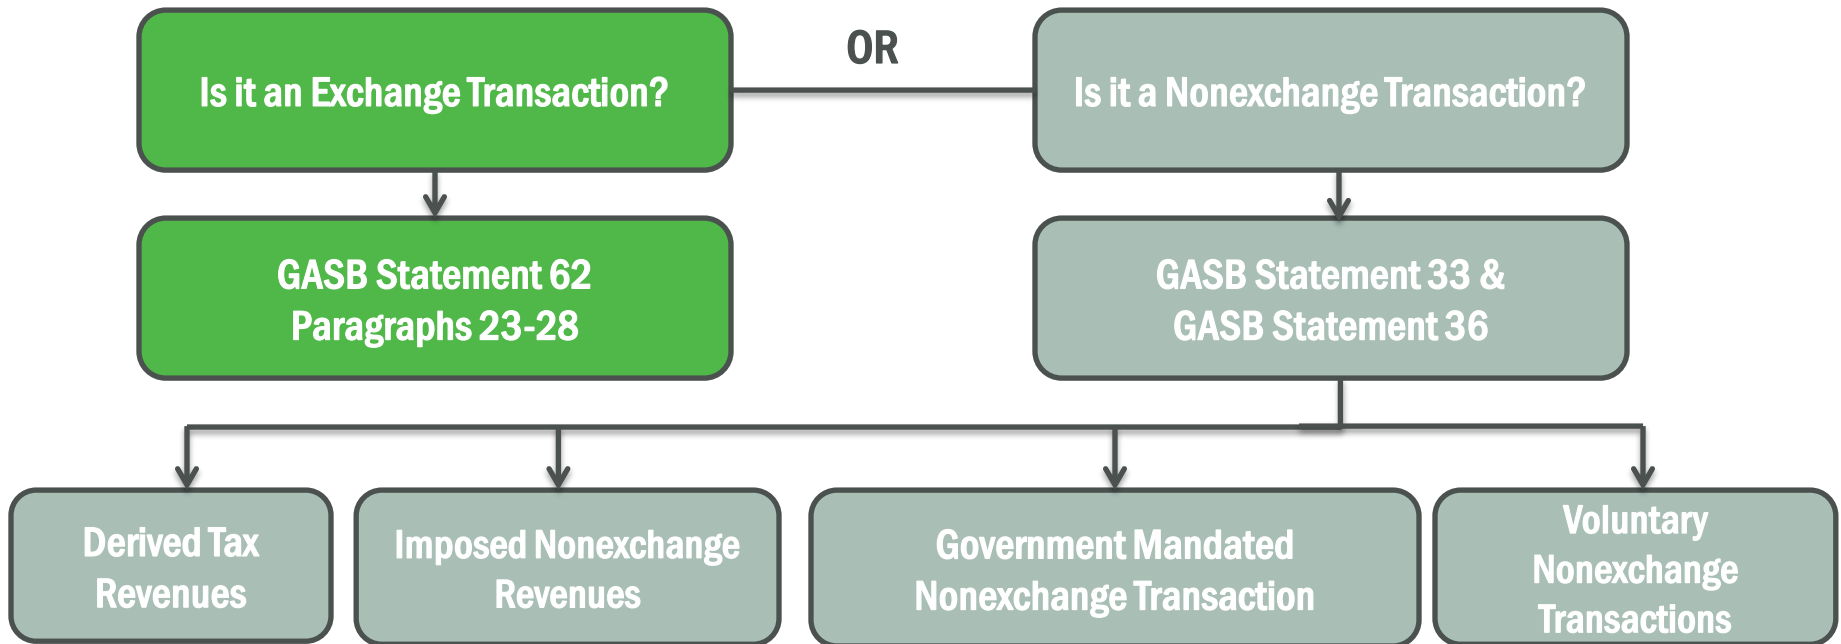 Is it an Exchange Transaction?
OR
Is it a Nonexchange Transaction?
GASB Statement 62
Paragraphs 23-28
GASB Statement 33 &
GASB Statement 36
Derived Tax
Revenues
Imposed Nonexchange
Revenues
Government Mandated
Nonexchange Transaction
Voluntary
Nonexchange
Transactions